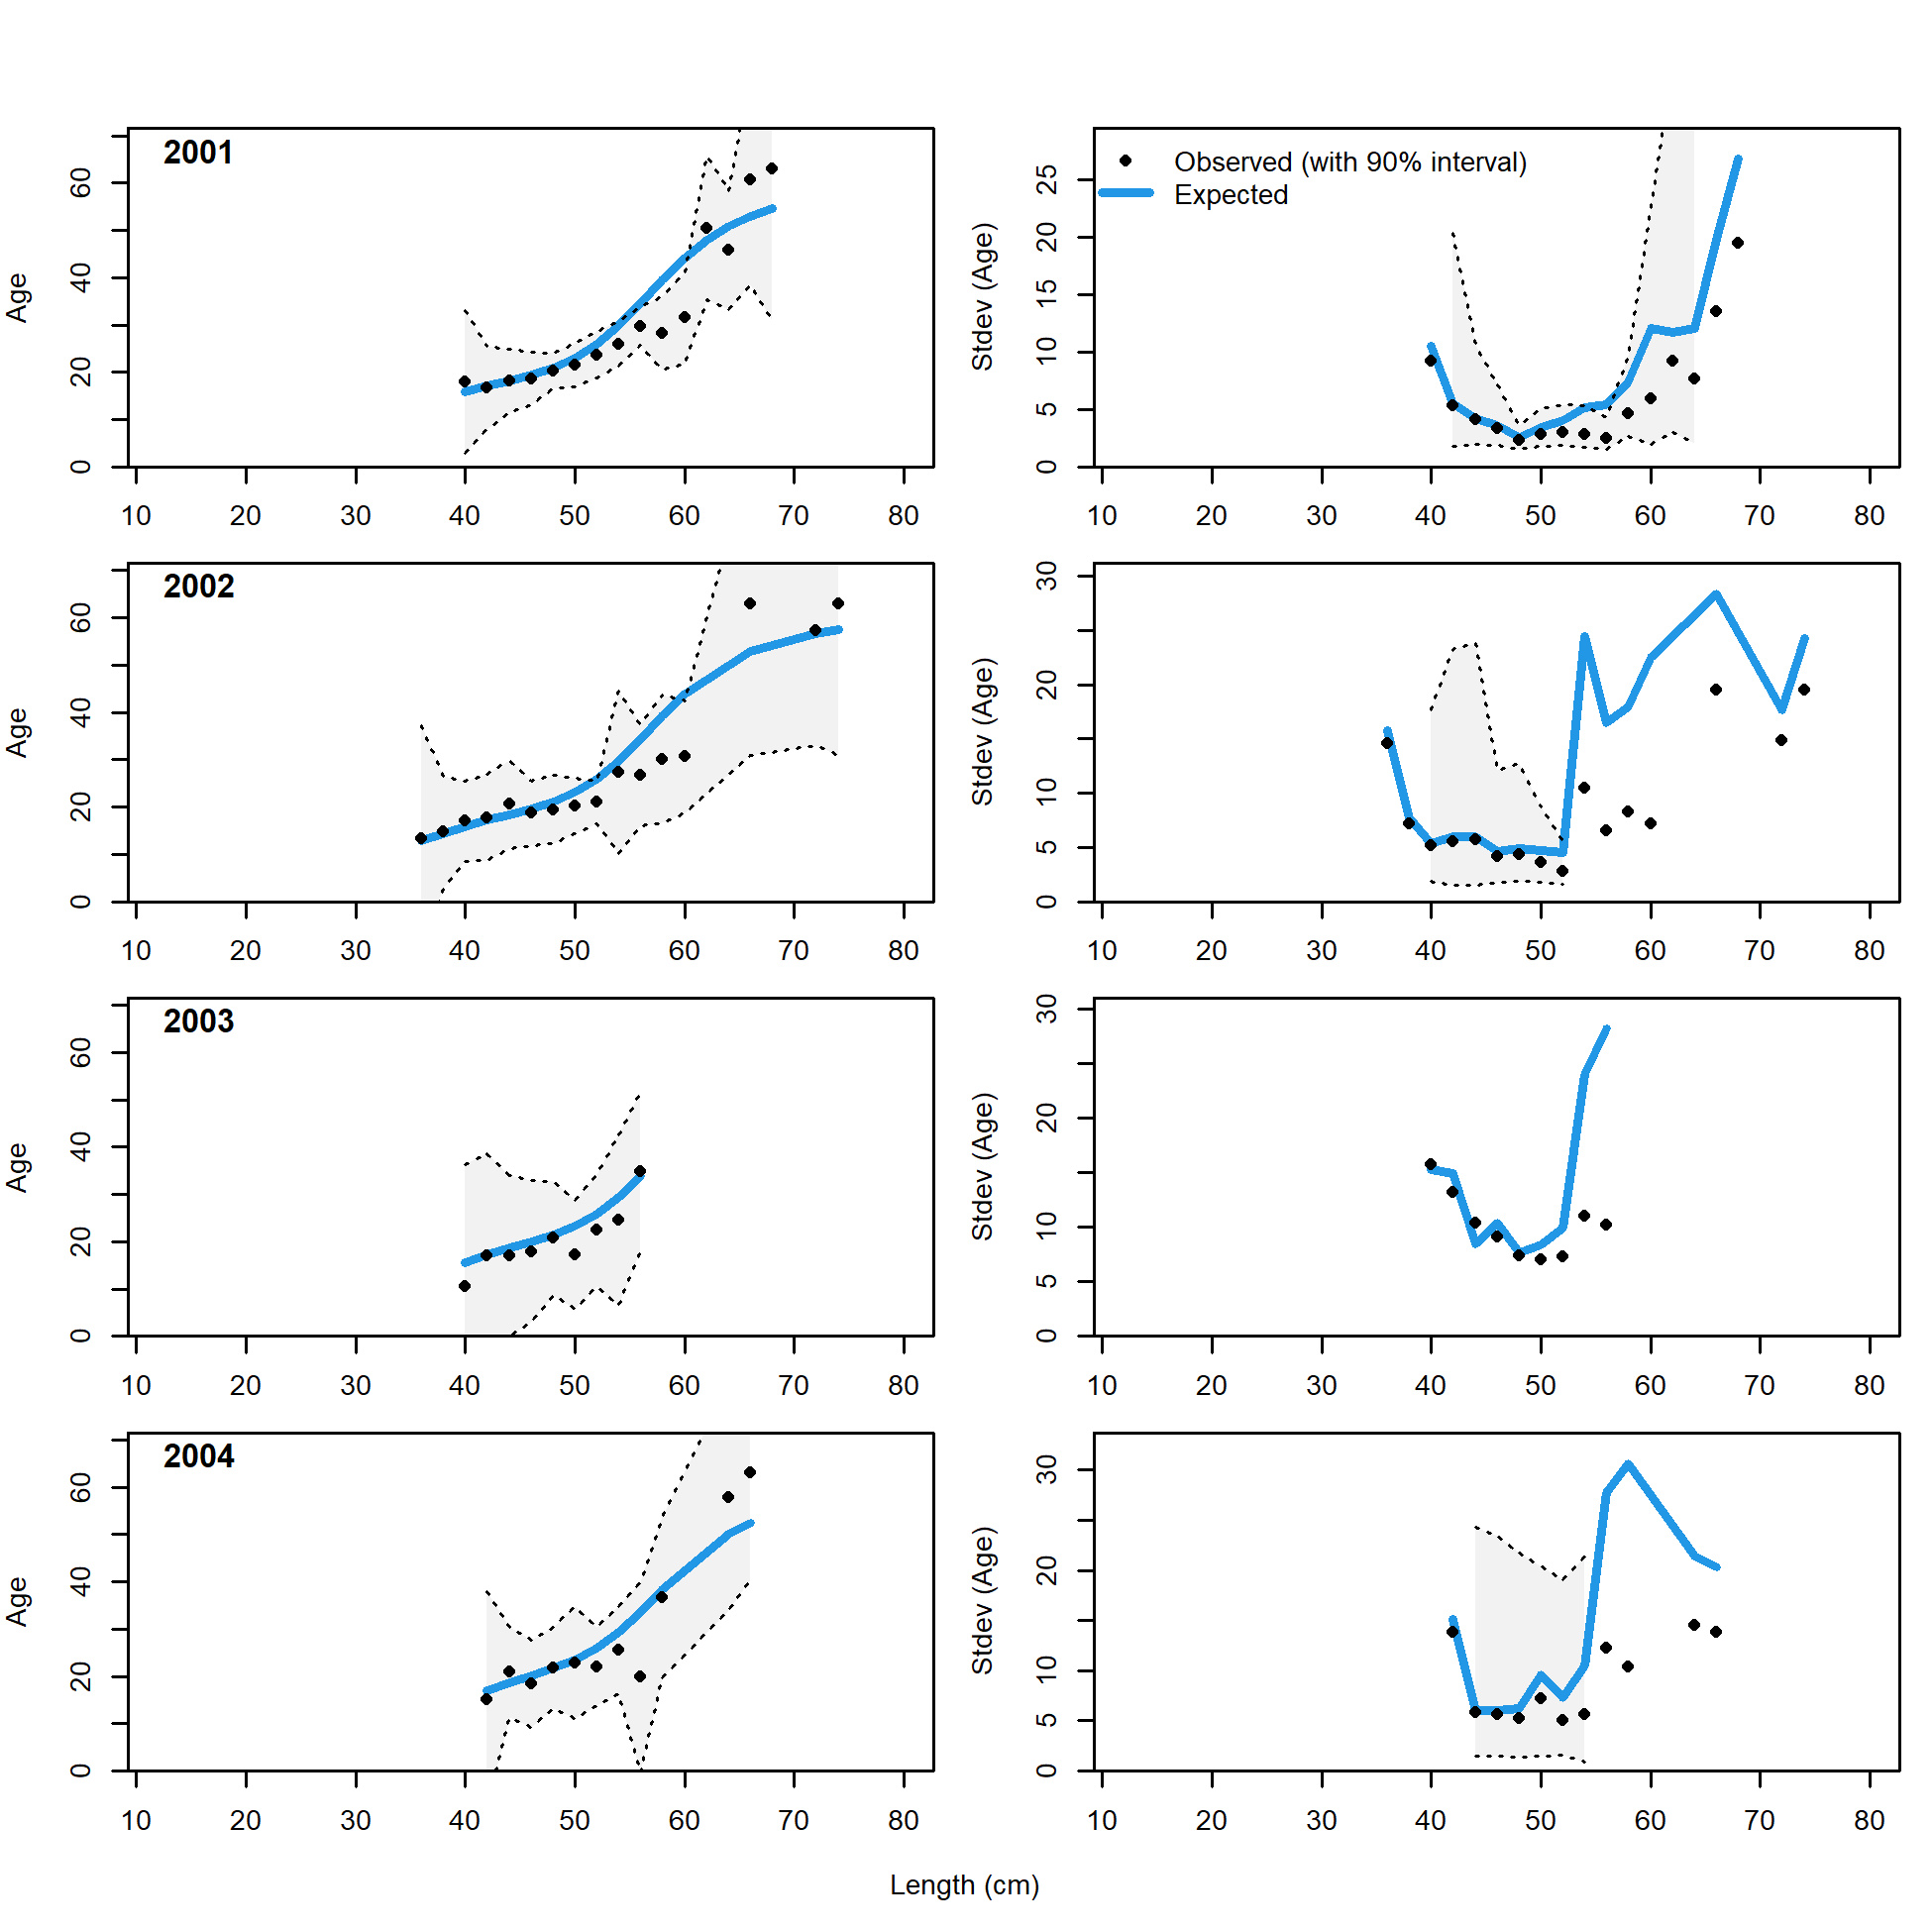 2001
Age
0 20 40 60
10 20 30 40 50 60 70 80
Observed (with 90% interval)
Expected
Stdev (Age)
0 5 10 15 20 25
10 20 30 40 50 60 70 80
2002
Age
0 20 40 60
10 20 30 40 50 60 70 80
Stdev (Age)
0 5 10 20 30
10 20 30 40 50 60 70 80
2003
Age
0 20 40 60
10 20 30 40 50 60 70 80
Stdev (Age)
0 5 10 20 30
10 20 30 40 50 60 70 80
2004
Age
0 20 40 60
10 20 30 40 50 60 70 80
Stdev (Age)
0 5 10 20 30
10 20 30 40 50 60 70 80
Length (cm)